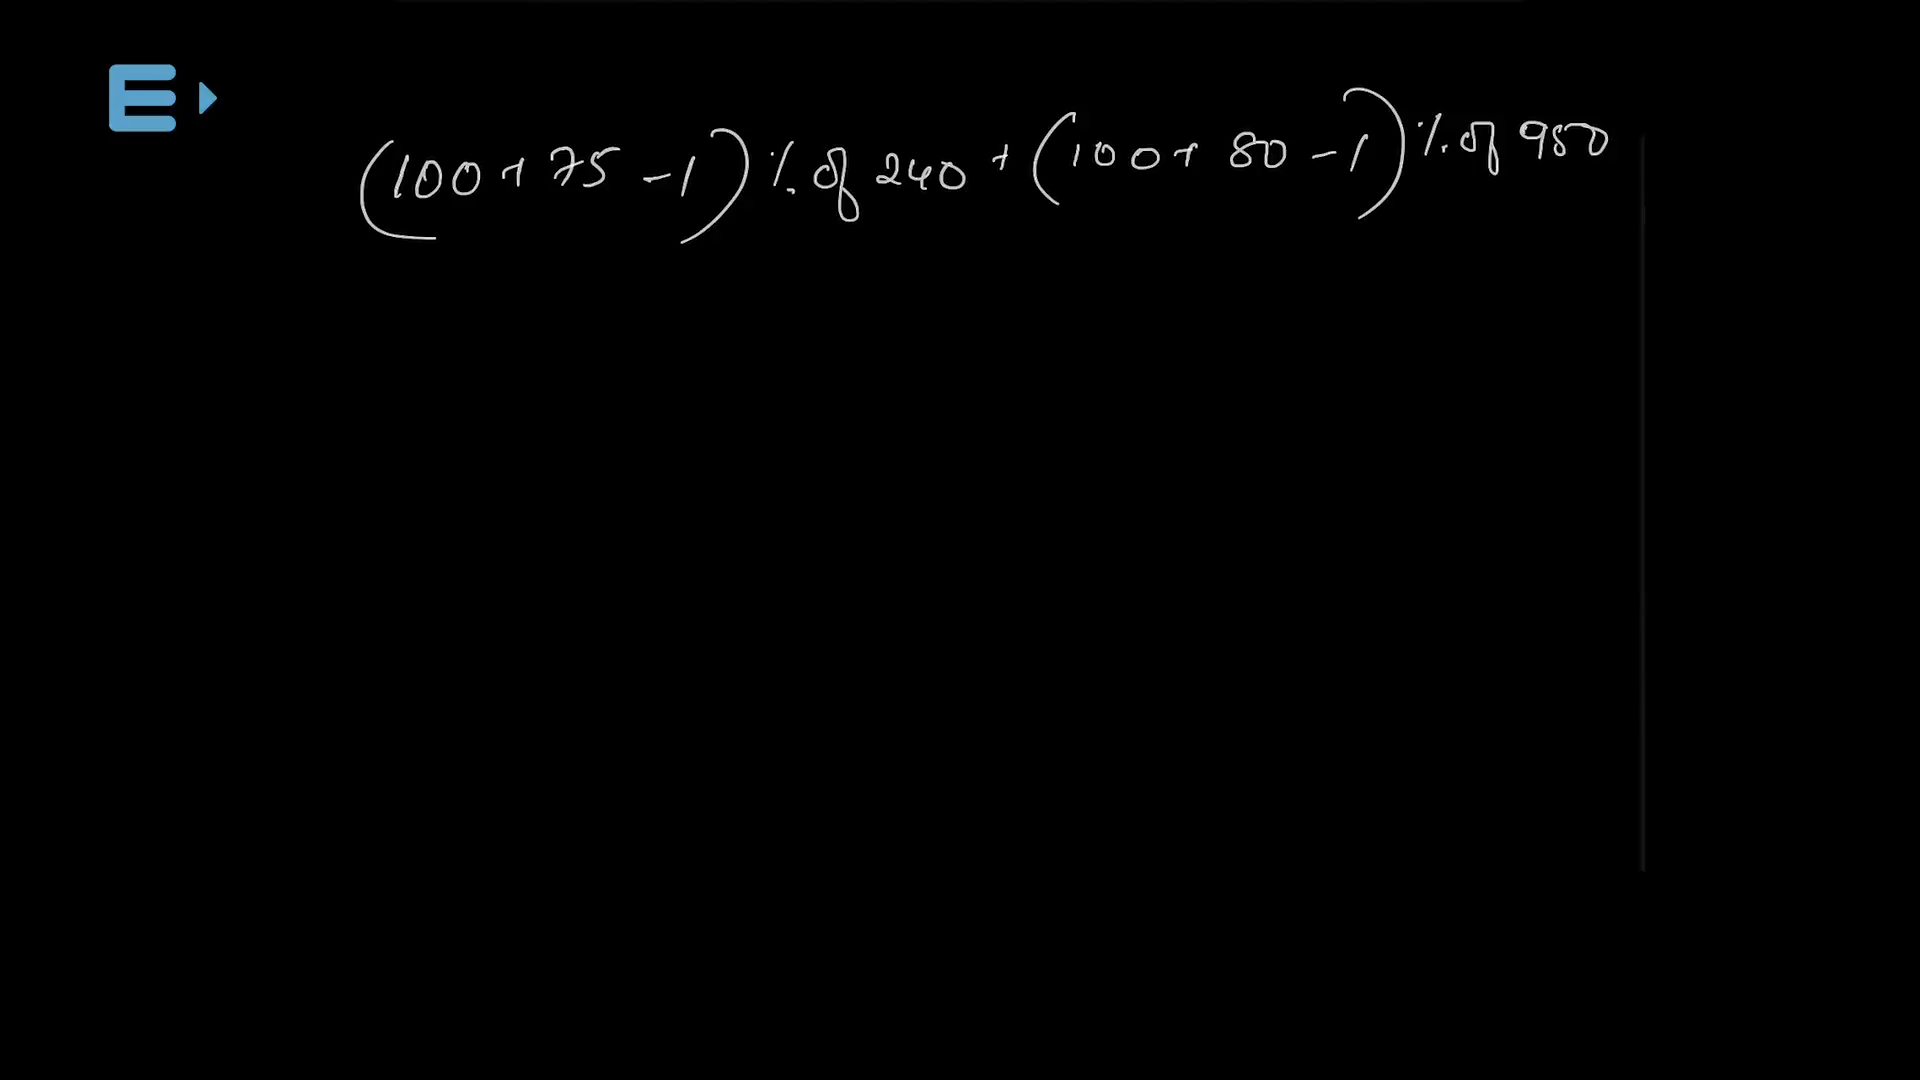 E
(100 + 75 - 1) % of 240 + (100 + 80 - 1) % of 950